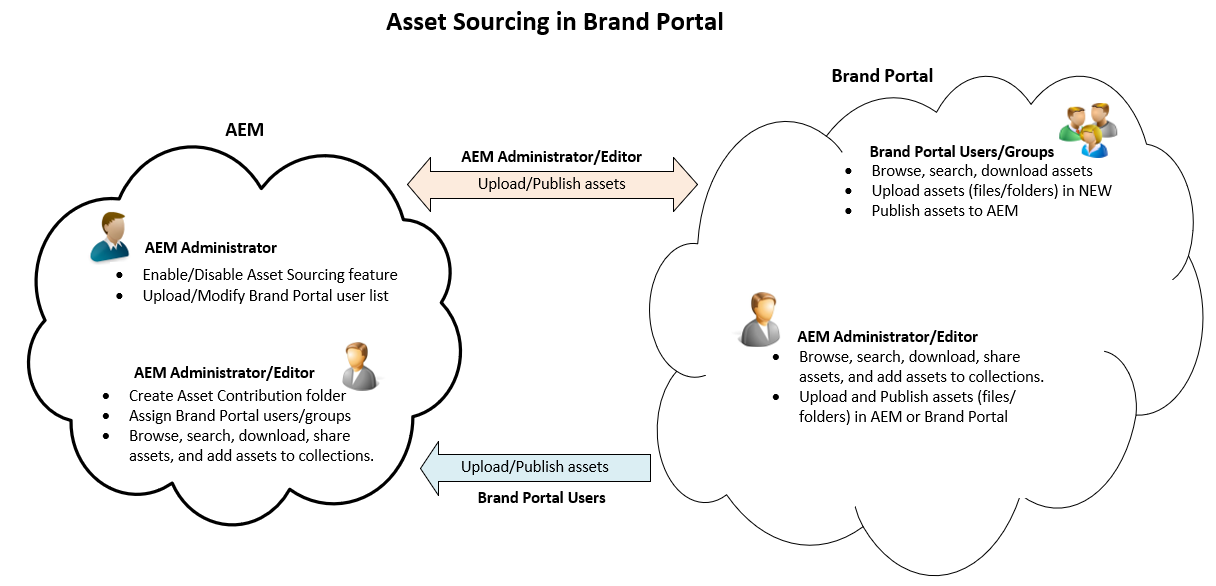 Asset Sourcing in Brand Portal
AEM
AEM Administrator
• Enable/Disable Asset Sourcing feature
• Upload/Modify Brand Portal user list
AEM Administrator/Editor
• Create Asset Contribution folder
• Assign Brand Portal users/groups
• Browse, search, download, share
assets, and add assets to collections.
AEM Administrator/Editor
Upload/Publish assets
Upload/Publish assets
Brand Portal Users
Brand Portal
Brand Portal Users/Groups
• Browse, search, download assets
• Upload assets (files/folders) in NEW
• Publish assets to AEM
AEM Administrator/Editor
• Browse, search, download, share
assets, and add assets to collections.
• Upload and Publish assets (files/
folders) in AEM or Brand Portal